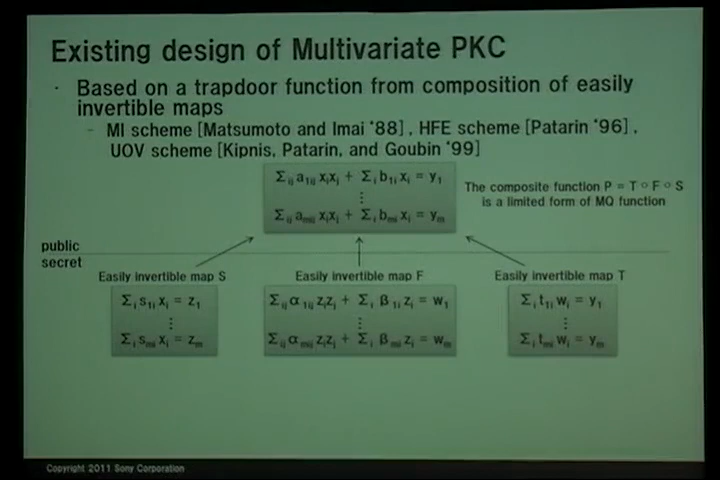 Existing design of Multivariate PKC
· Based on a trapdoor function from composition of easily
invertible maps
– MI scheme [Matsumoto and Imai '88], HFE scheme [Patarin '96],
UOV scheme [Kipnis, Patarin, and Goubin '99]
Σᵢⱼ a₁ᵢⱼ xᵢxⱼ + Σᵢ b₁ᵢ xᵢ = y₁
⋮
Σᵢⱼ aₘᵢⱼ xᵢxⱼ + Σᵢ bₘᵢ xᵢ = yₘ
The composite function P = T ∘ F ∘ S
is a limited form of MQ function
public
secret
Easily invertible map S
Σᵢ s₁ᵢ xᵢ = z₁
⋮
Σᵢ sₘᵢ xᵢ = zₘ
Easily invertible map F
Σᵢⱼ α₁ᵢⱼ zᵢzⱼ + Σᵢ β₁ᵢ zᵢ = w₁
⋮
Σᵢⱼ αₘᵢⱼ zᵢzⱼ + Σᵢ βₘᵢ zᵢ = wₘ
Easily invertible map T
Σᵢ t₁ᵢ wᵢ = y₁
⋮
Σᵢ tₘᵢ wᵢ = yₘ
Copyright 2011 Sony Corporation